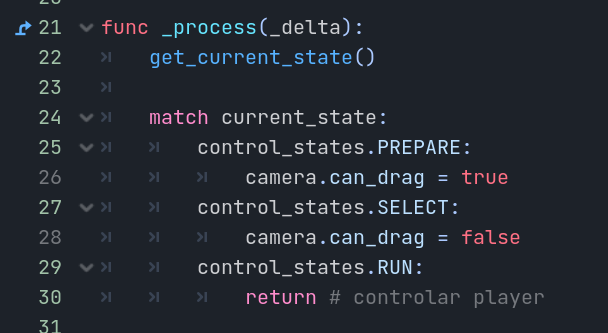 21 func _process(_delta):
22 get_current_state()
23
24 match current_state:
25 control_states.PREPARE:
26 camera.can_drag = true
27 control_states.SELECT:
28 camera.can_drag = false
29 control_states.RUN:
30 return # controlar player
31